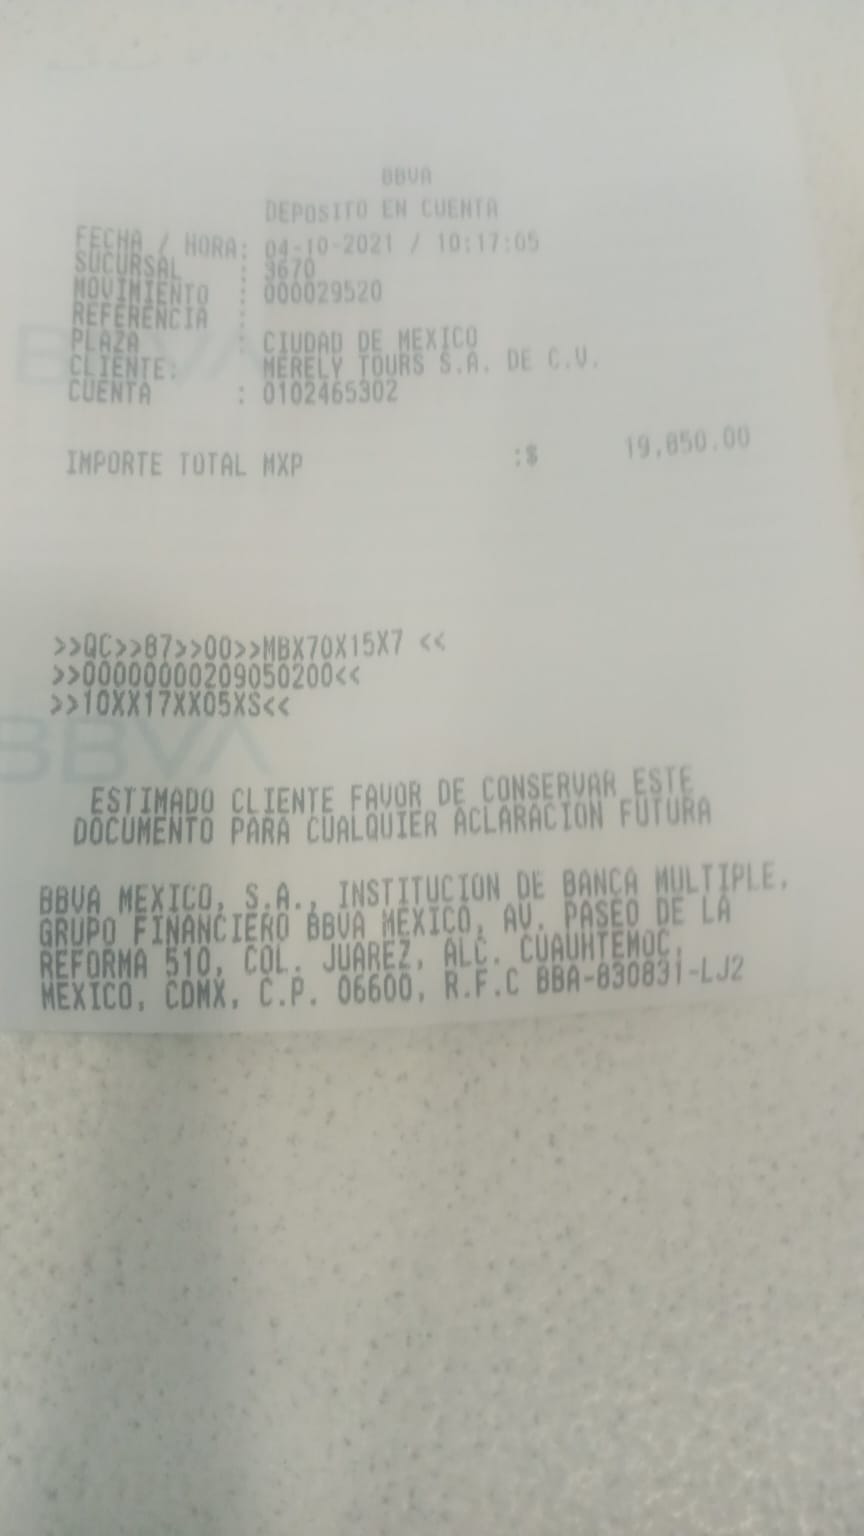 BBVA
DEPOSITO EN CUENTA
FECHA / HORA: 04-10-2021 / 10:17:05
SUCURSAL : 3670
MOVIMIENTO : 000029520
REFERENCIA :
PLAZA : CIUDAD DE MEXICO
CLIENTE: MERELY TOURS S.A. DE C.V.
CUENTA : 0102465302
IMPORTE TOTAL MXP :$ 19,850.00
>>QC>>87>>00>>MBX70X15X7 <<
>>00000000209050200<<
>>10XX17XX05XS<<
BBVA
ESTIMADO CLIENTE FAVOR DE CONSERVAR ESTE
DOCUMENTO PARA CUALQUIER ACLARACION FUTURA
BBVA MEXICO, S.A., INSTITUCION DE BANCA MULTIPLE,
GRUPO FINANCIERO BBVA MEXICO, AV. PASEO DE LA
REFORMA 510, COL. JUAREZ, ALC. CUAUHTEMOC,
MEXICO, CDMX, C.P. 06600, R.F.C BBA-830831-LJ2